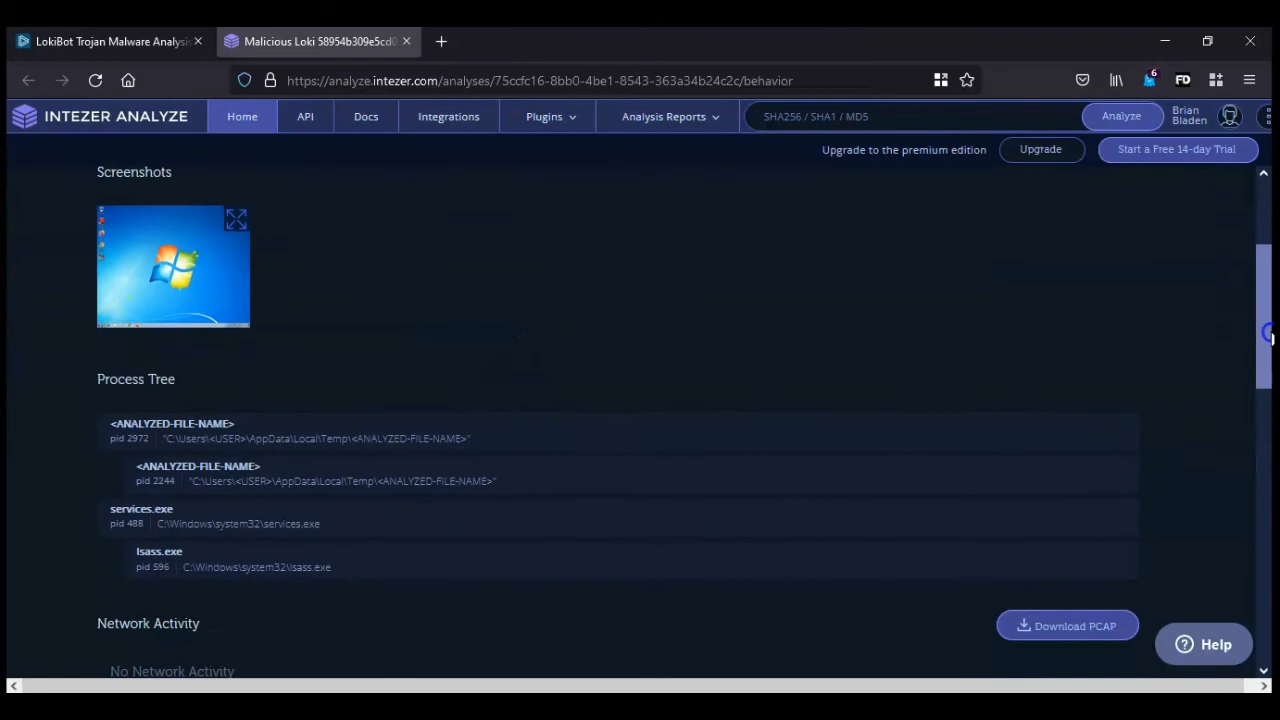 LokiBot Trojan Malware Analysis
Malicious Loki 58954b309e5cd0
https://analyze.intezer.com/analyses/75ccfc16-8bb0-4be1-8543-363a34b24c2c/behavior
6
FD
INTEZER ANALYZE
Home
API
Docs
Integrations
Plugins
Analysis Reports
SHA256 / SHA1 / MD5
Analyze
Brian
Bladen
Upgrade to the premium edition
Upgrade
Start a Free 14-day Trial
Screenshots
Process Tree
<ANALYZED-FILE-NAME>
pid 2972 "C:\Users\<USER>\AppData\Local\Temp\<ANALYZED-FILE-NAME>"
<ANALYZED-FILE-NAME>
pid 2244 "C:\Users\<USER>\AppData\Local\Temp\<ANALYZED-FILE-NAME>"
services.exe
pid 488 C:\Windows\system32\services.exe
lsass.exe
pid 596 C:\Windows\system32\lsass.exe
Network Activity
Download PCAP
No Network Activity
Help